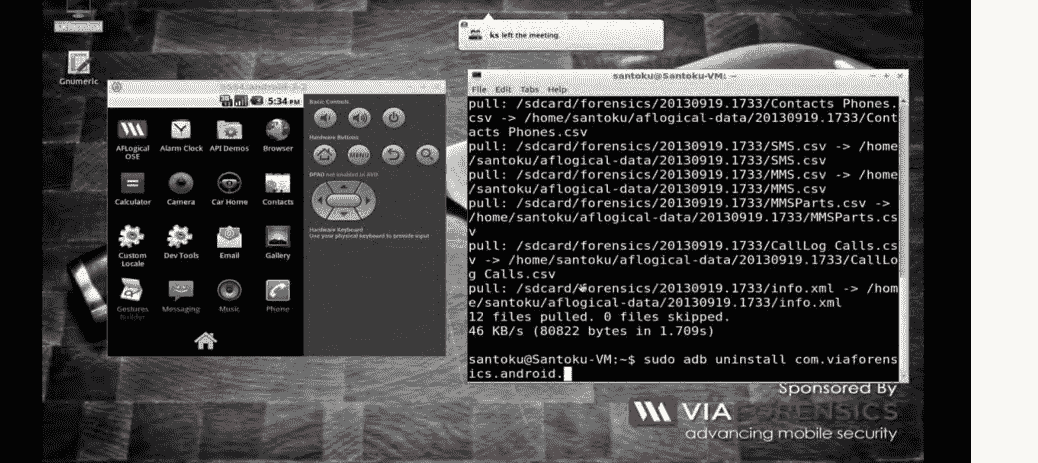 ks left the meeting.
Gnumeric
santoku@Santoku-VM: ~
File Edit Tabs Help
5:34 PM
Basic Controls
Hardware Buttons
MENU
DPAD not enabled in AVD
Hardware Keyboard
Use your physical keyboard to provide input
AFLogical
OSE
Alarm Clock
API Demos
Browser
Calculator
Camera
Car Home
Contacts
Custom
Locale
Dev Tools
Email
Gallery
Gestures
Builder
Messaging
Music
Phone
pull: /sdcard/forensics/20130919.1733/Contacts Phones.
csv -> /home/santoku/aflogical-data/20130919.1733/Cont
acts Phones.csv
pull: /sdcard/forensics/20130919.1733/SMS.csv -> /home
/santoku/aflogical-data/20130919.1733/SMS.csv
pull: /sdcard/forensics/20130919.1733/MMS.csv -> /home
/santoku/aflogical-data/20130919.1733/MMS.csv
pull: /sdcard/forensics/20130919.1733/MMSParts.csv ->
/home/santoku/aflogical-data/20130919.1733/MMSParts.cs
v
pull: /sdcard/forensics/20130919.1733/CallLog Calls.cs
v -> /home/santoku/aflogical-data/20130919.1733/CallLo
g Calls.csv
pull: /sdcard/forensics/20130919.1733/info.xml -> /hom
e/santoku/aflogical-data/20130919.1733/info.xml
12 files pulled. 0 files skipped.
46 KB/s (80822 bytes in 1.709s)
santoku@Santoku-VM:~$ sudo adb uninstall com.viaforens
ics.android.
Sponsored By
VIAFORENSICS
advancing mobile security